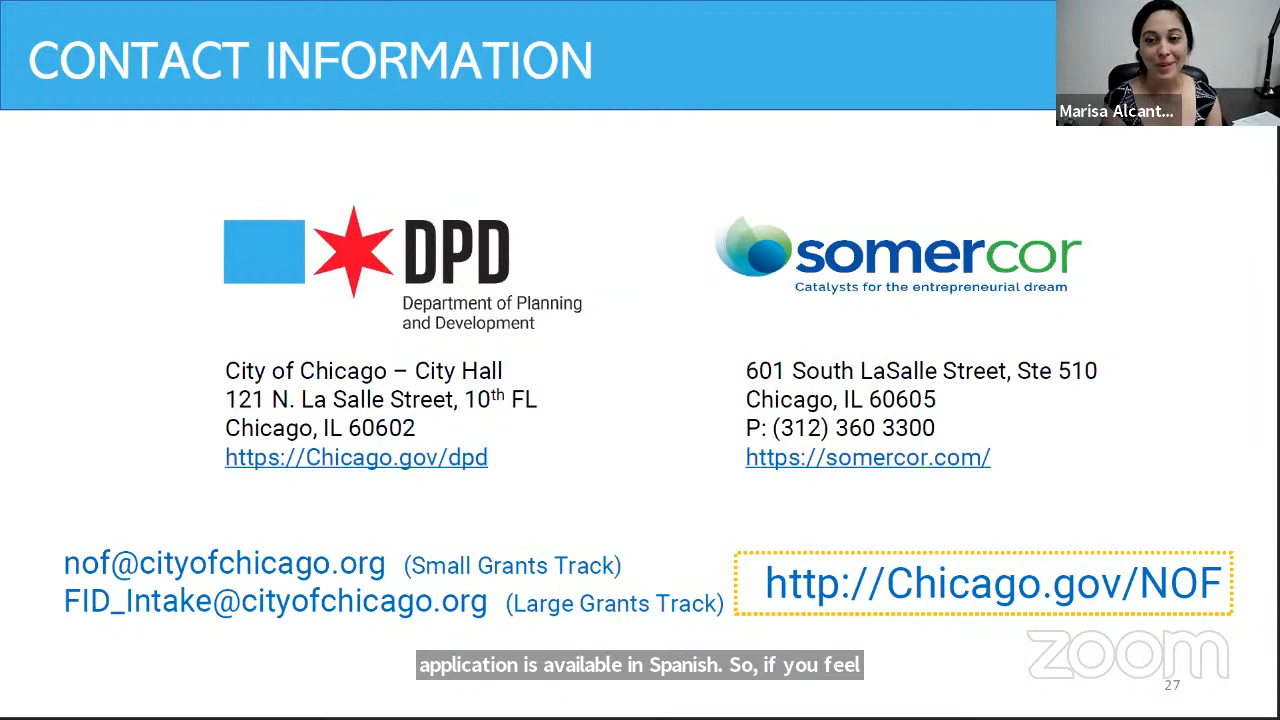 CONTACT INFORMATION
Marisa Alcant...
DPD
Department of Planning
and Development
City of Chicago – City Hall
121 N. La Salle Street, 10th FL
Chicago, IL 60602
https://Chicago.gov/dpd
somercor
Catalysts for the entrepreneurial dream
601 South LaSalle Street, Ste 510
Chicago, IL 60605
P: (312) 360 3300
https://somercor.com/
nof@cityofchicago.org (Small Grants Track)
FID_Intake@cityofchicago.org (Large Grants Track)
http://Chicago.gov/NOF
application is available in Spanish. So, if you feel
zoom
27